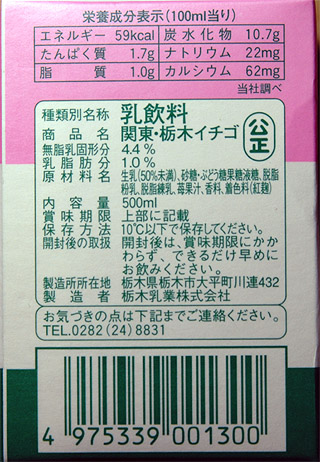 栄養成分表示(100ml当り)
エネルギー 59kcal 炭水化物 10.7g
たんぱく質 1.7g ナトリウム 22mg
脂質 1.0g カルシウム 62mg
当社調べ
種類別名称 乳飲料
商品名 関東・栃木イチゴ
公正
無脂乳固形分 4.4%
乳脂肪分 1.0%
原材料名 生乳(50%未満)、砂糖・ぶどう糖果糖液糖、脱脂
粉乳、脱脂練乳、苺果汁、香料、着色料(紅麹)
内容量 500ml
賞味期限 上部に記載
保存方法 10℃以下で保存してください。
開封後の取扱 開封後は、賞味期限にかか
わらず、できるだけ早めに
お飲みください。
製造所所在地 栃木県栃木市大平町川連432
製造者 栃木乳業株式会社
お気づきの点は下記までご連絡ください。
TEL.0282(24)8831
4 975339 001300